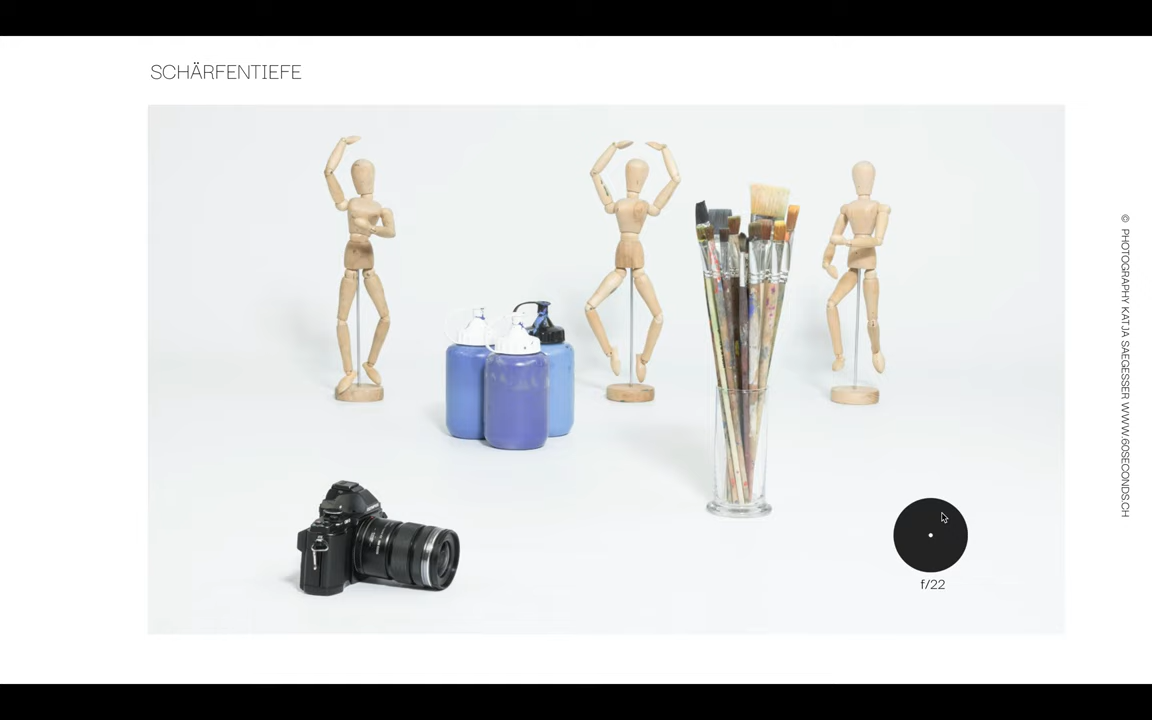 SCHÄRFENTIEFE
© PHOTOGRAPHY KATJA SAEGESSER WWW.60SECONDS.CH
f/22